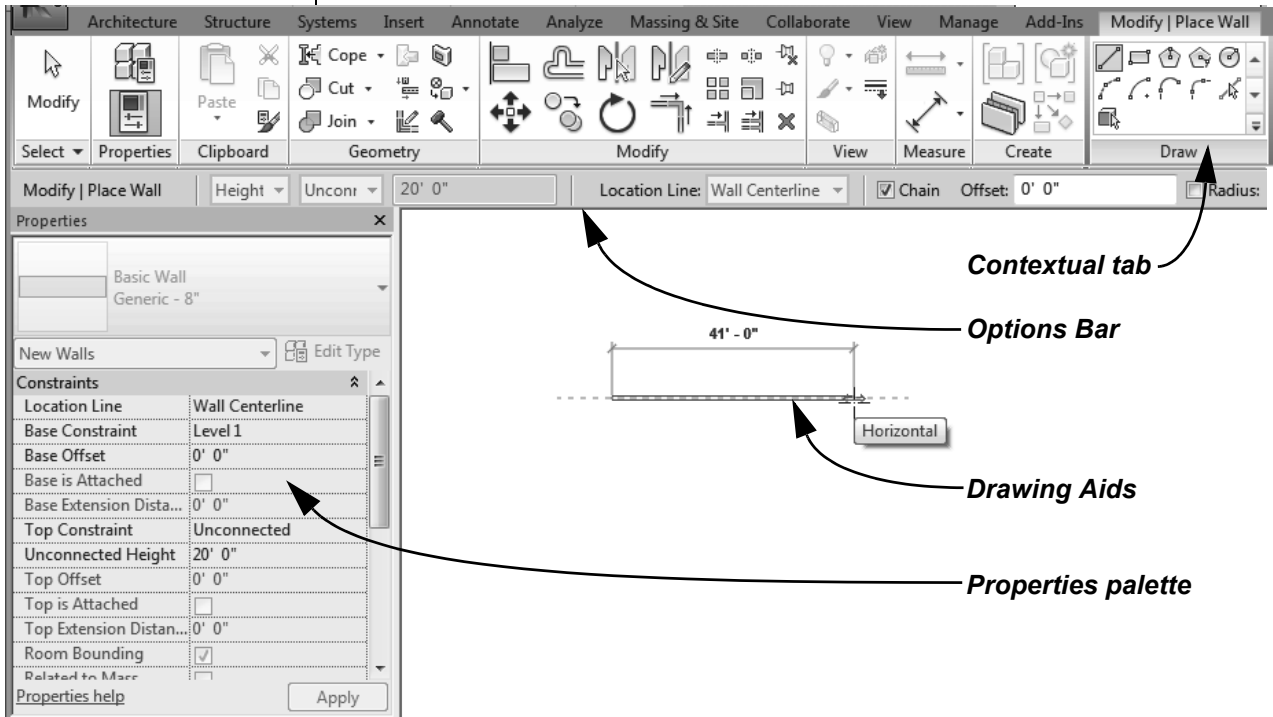 Architecture Structure Systems Insert Annotate Analyze Massing & Site Collaborate View Manage Add-Ins Modify | Place Wall
Modify
Paste
Cope
Cut
Join
Select Properties Clipboard Geometry Modify View Measure Create Draw
Modify | Place Wall Height Unconr 20' 0" Location Line: Wall Centerline Chain Offset: 0' 0" Radius:
Properties
Basic Wall
Generic - 8"
New Walls Edit Type
Constraints
Location Line Wall Centerline
Base Constraint Level 1
Base Offset 0' 0"
Base is Attached
Base Extension Dista... 0' 0"
Top Constraint Unconnected
Unconnected Height 20' 0"
Top Offset 0' 0"
Top is Attached
Top Extension Distan... 0' 0"
Room Bounding
Related to Mass
Properties help Apply
Contextual tab
Options Bar
41' - 0"
Horizontal
Drawing Aids
Properties palette